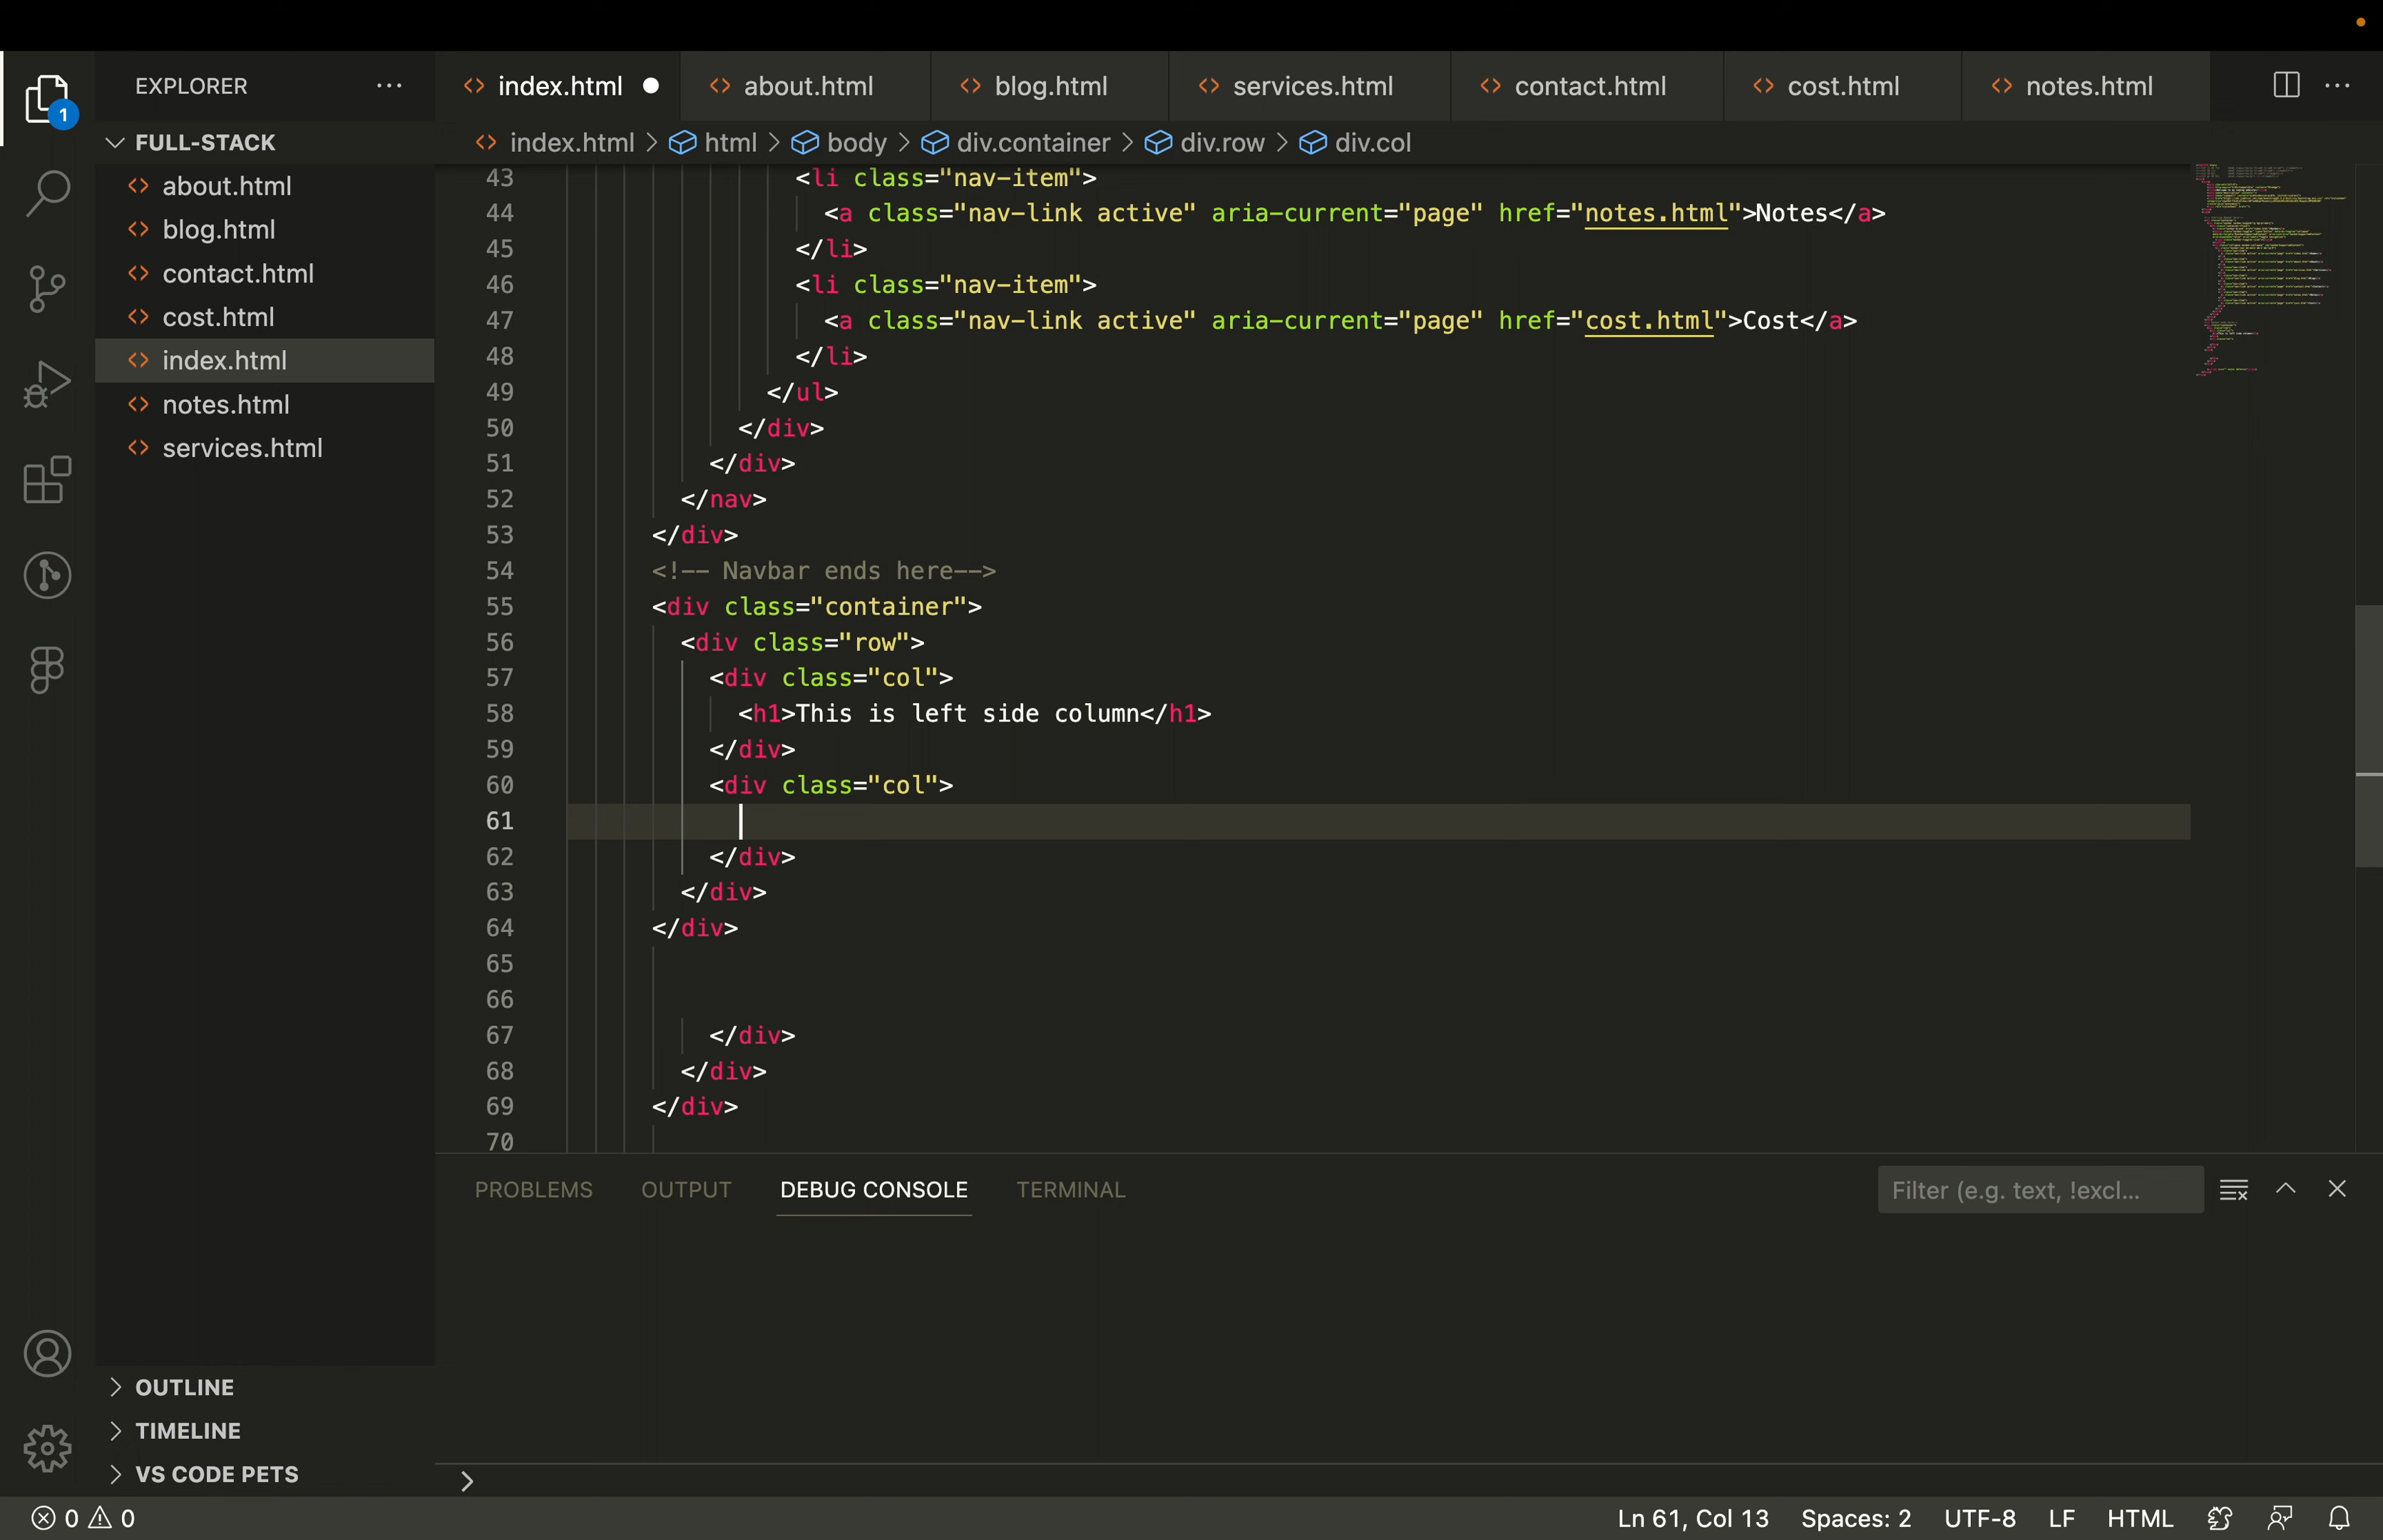 EXPLORER
index.html
about.html
blog.html
services.html
contact.html
cost.html
notes.html
1
FULL-STACK
index.html > html > body > div.container > div.row > div.col
about.html
blog.html
contact.html
cost.html
index.html
notes.html
services.html
43 <li class="nav-item">
44 <a class="nav-link active" aria-current="page" href="notes.html">Notes</a>
45 </li>
46 <li class="nav-item">
47 <a class="nav-link active" aria-current="page" href="cost.html">Cost</a>
48 </li>
49 </ul>
50 </div>
51 </div>
52 </nav>
53 </div>
54 <!-- Navbar ends here-->
55 <div class="container">
56 <div class="row">
57 <div class="col">
58 <h1>This is left side column</h1>
59 </div>
60 <div class="col">
61
62 </div>
63 </div>
64 </div>
65
66
67 </div>
68 </div>
69 </div>
70
PROBLEMS OUTPUT DEBUG CONSOLE TERMINAL
Filter (e.g. text, !excl...
OUTLINE
TIMELINE
VS CODE PETS
0 0
Ln 61, Col 13 Spaces: 2 UTF-8 LF HTML